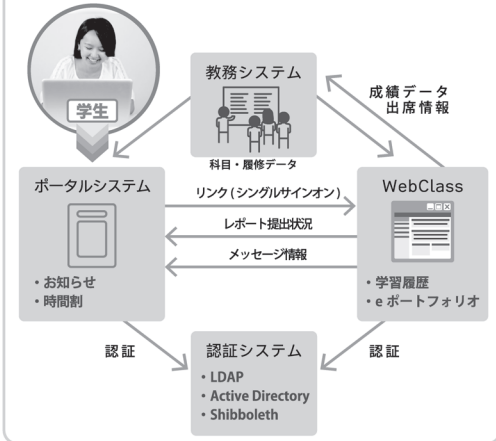 学生
教務システム
科目・履修データ
成績データ
出席情報
ポータルシステム
・お知らせ
・時間割
リンク(シングルサインオン)
レポート提出状況
メッセージ情報
WebClass
・学習履歴
・e ポートフォリオ
認証
認証
認証システム
・LDAP
・Active Directory
・Shibboleth